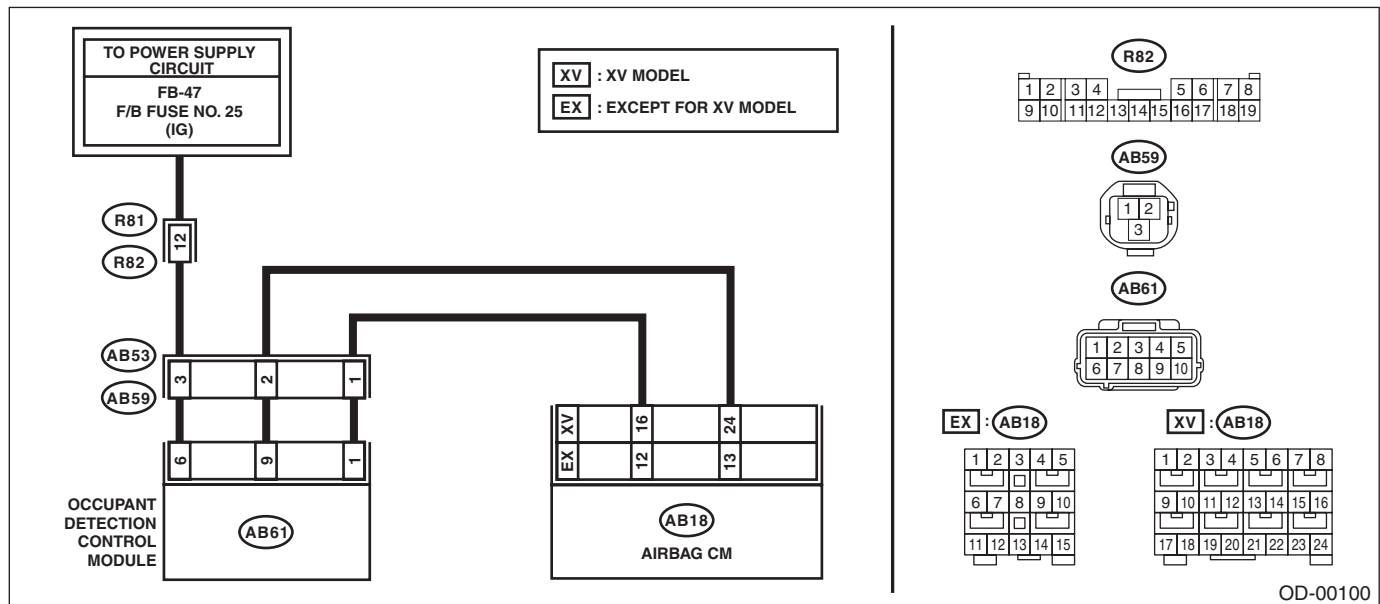 TO POWER SUPPLY
CIRCUIT
FB-47
F/B FUSE NO. 25
(IG)
XV : XV MODEL
EX : EXCEPT FOR XV MODEL
R81
12
R82
AB53
3 2 1
AB59
6 9 1
OCCUPANT
DETECTION
CONTROL
MODULE
AB61
XV 16 24
EX 12 13
AB18
AIRBAG CM
R82
1 2 3 4 5 6 7 8
9 10 11 12 13 14 15 16 17 18 19
AB59
1 2
3
AB61
1 2 3 4 5
6 7 8 9 10
EX : AB18
1 2 3 4 5
6 7 8 9 10
11 12 13 14 15
XV : AB18
1 2 3 4 5 6 7 8
9 10 11 12 13 14 15 16
17 18 19 20 21 22 23 24
OD-00100